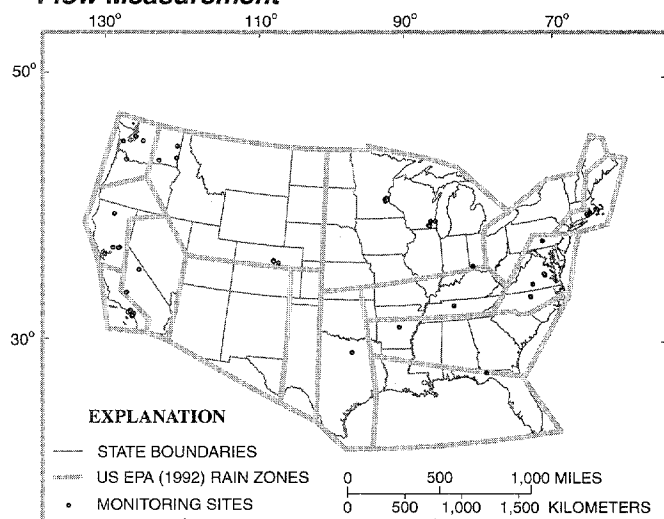 Flow Measurement
130° 110° 90° 70°
50°
30°
EXPLANATION
STATE BOUNDARIES
US EPA (1992) RAIN ZONES
MONITORING SITES
0 500 1,000 MILES
0 500 1,000 1,500 KILOMETERS